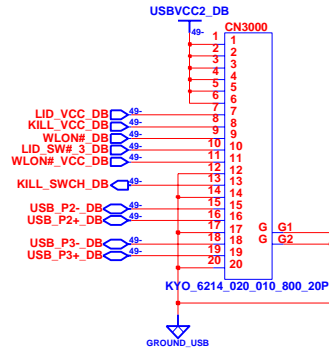 USBVCC2_DB
49-
CN3000
1 1
2 2
3 3
4 4
5 5
6 6
LID_VCC_DB 49- 7 7
KILL_VCC_DB 49- 8 8
WLON#_DB 49- 9 9
LID_SW#_3_DB 49- 10 10
WLON#_VCC_DB 49- 11 11
12 12
KILL_SWCH_DB 49- 13 13
14 14
USB_P2-_DB 49- 15 15
USB_P2+_DB 49- 16 16
17 17 G G1
USB_P3-_DB 49- 18 18 G G2
USB_P3+_DB 49- 19 19
20 20
KYO_6214_020_010_800_20P
GROUND_USB